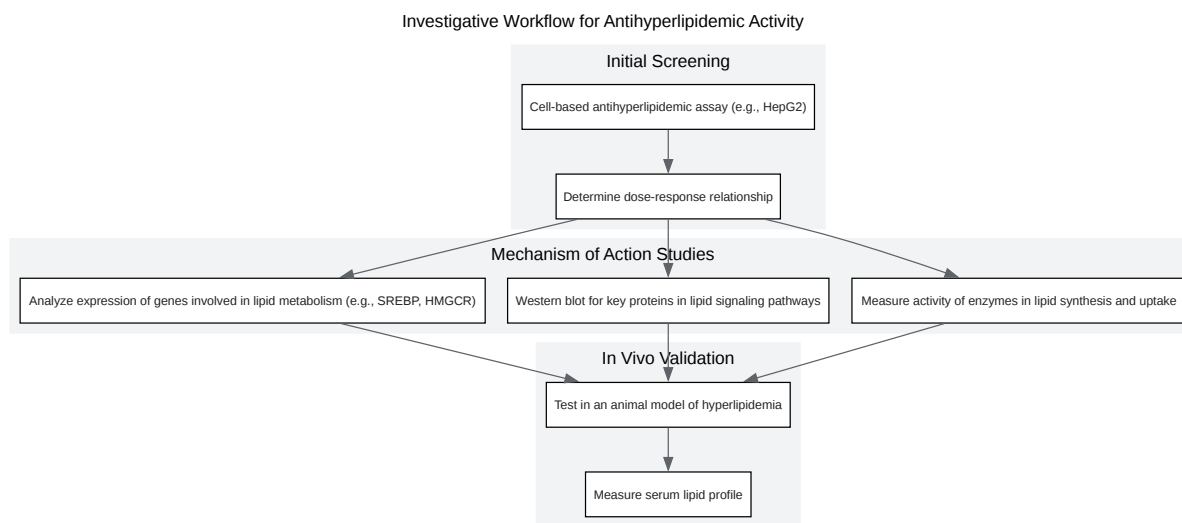 Investigative Workflow for Antihyperlipidemic Activity
Initial Screening
Cell-based antihyperlipidemic assay (e.g., HepG2)
Determine dose-response relationship
Mechanism of Action Studies
Analyze expression of genes involved in lipid metabolism (e.g., SREBP, HMGCR)
Western blot for key proteins in lipid signaling pathways
Measure activity of enzymes in lipid synthesis and uptake
In Vivo Validation
Test in an animal model of hyperlipidemia
Measure serum lipid profile